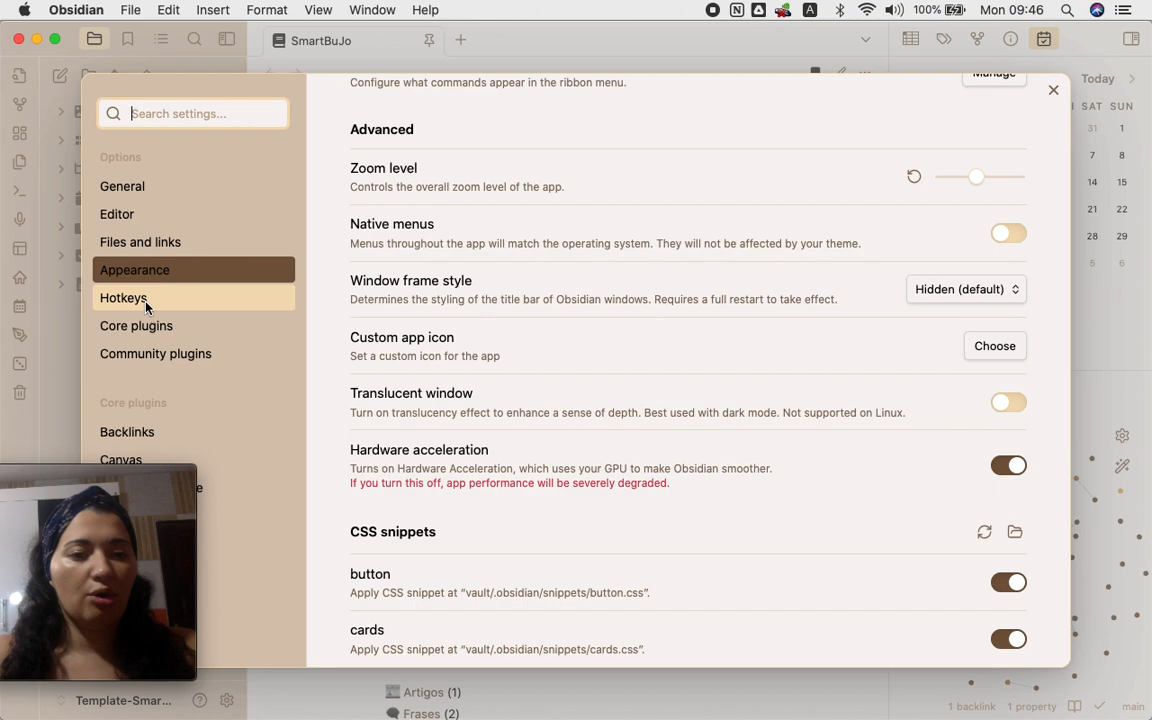 Obsidian File Edit Insert Format View Window Help 100% Mon 09:46
SmartBuJo
Today
Configure what commands appear in the ribbon menu.
Manage
Search settings...
Options
General
Editor
Files and links
Appearance
Hotkeys
Core plugins
Community plugins
Core plugins
Backlinks
Canvas
Advanced
Zoom level
Controls the overall zoom level of the app.
Native menus
Menus throughout the app will match the operating system. They will not be affected by your theme.
Window frame style
Determines the styling of the title bar of Obsidian windows. Requires a full restart to take effect.
Hidden (default)
Custom app icon
Set a custom icon for the app
Choose
Translucent window
Turn on translucency effect to enhance a sense of depth. Best used with dark mode. Not supported on Linux.
Hardware acceleration
Turns on Hardware Acceleration, which uses your GPU to make Obsidian smoother.
If you turn this off, app performance will be severely degraded.
CSS snippets
button
Apply CSS snippet at “vault/.obsidian/snippets/button.css”.
cards
Apply CSS snippet at “vault/.obsidian/snippets/cards.css”.
SAT SUN
31 1
7 8
14 15
21 22
28 29
5 6
Template-Smar...
Artigos (1)
Frases (2)
1 backlink 1 property main